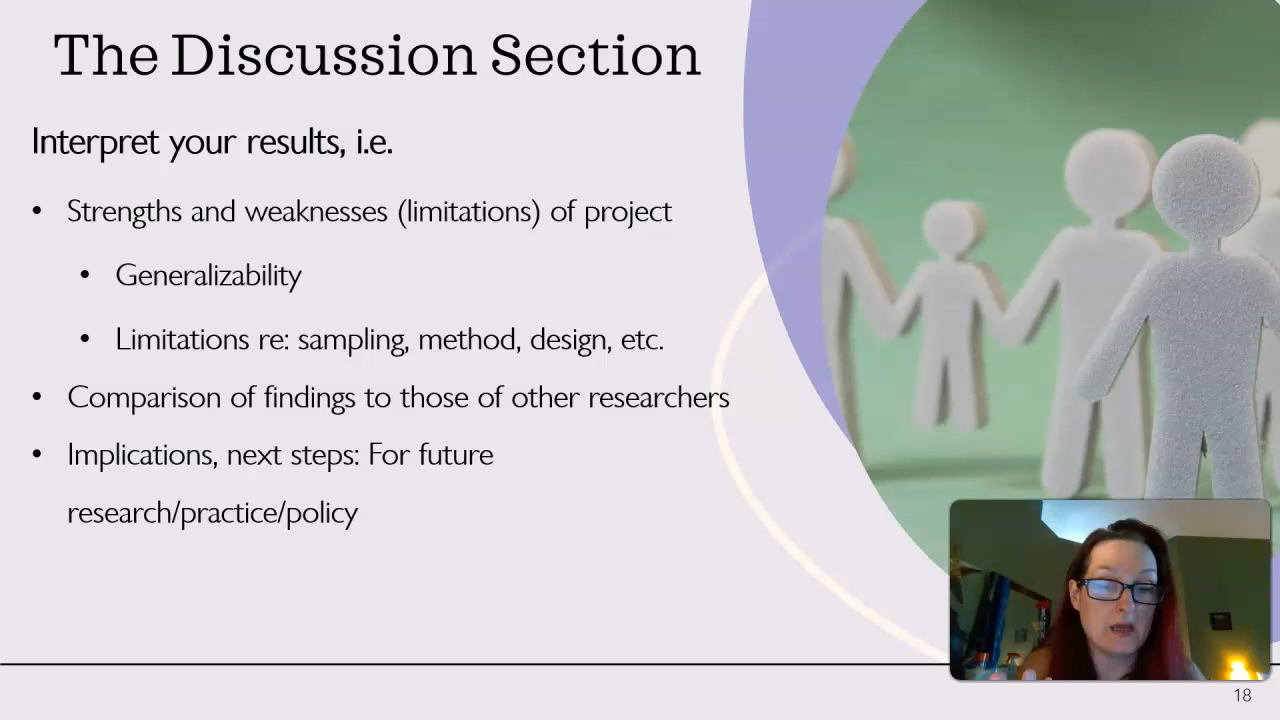 The Discussion Section
Interpret your results, i.e.
• Strengths and weaknesses (limitations) of project
• Generalizability
• Limitations re: sampling, method, design, etc.
• Comparison of findings to those of other researchers
• Implications, next steps: For future
research/practice/policy
18